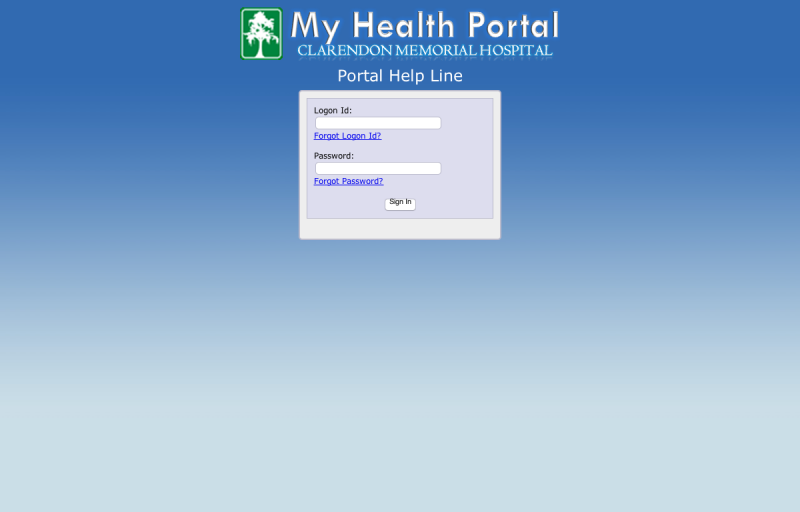 My Health Portal
CLARENDON MEMORIAL HOSPITAL
Portal Help Line
Logon Id:
Forgot Logon Id?
Password:
Forgot Password?
Sign In